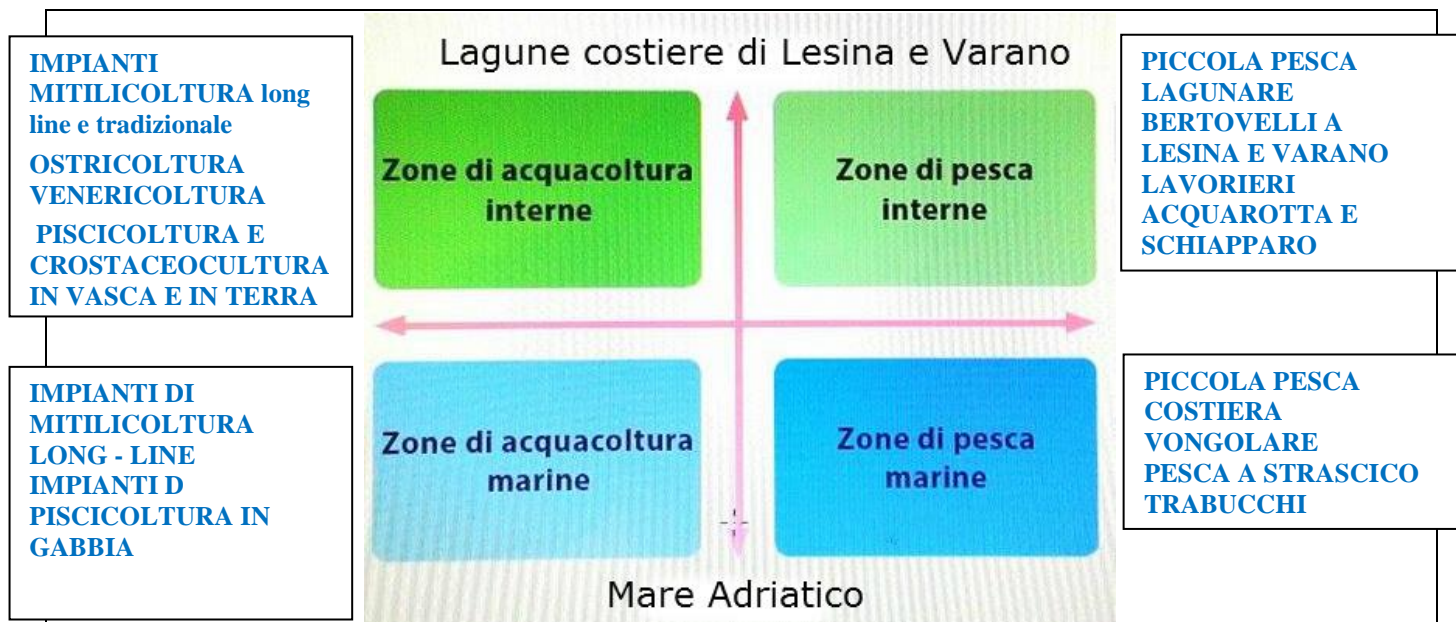 Lagune costiere di Lesina e Varano
IMPIANTI
MITILICOLTURA long
line e tradizionale
OSTRICOLTURA
VENERICOLTURA
PISCICOLTURA E
CROSTACEOCULTURA
IN VASCA E IN TERRA
Zone di acquacoltura
interne
Zone di pesca
interne
PICCOLA PESCA
LAGUNARE
BERTOVELLI A
LESINA E VARANO
LAVORIERI
ACQUAROTTA E
SCHIAPPARO
IMPIANTI DI
MITILICOLTURA
LONG - LINE
IMPIANTI D
PISCICOLTURA IN
GABBIA
Zone di acquacoltura
marine
Zone di pesca
marine
PICCOLA PESCA
COSTIERA
VONGOLARE
PESCA A STRASCICO
TRABUCCHI
Mare Adriatico